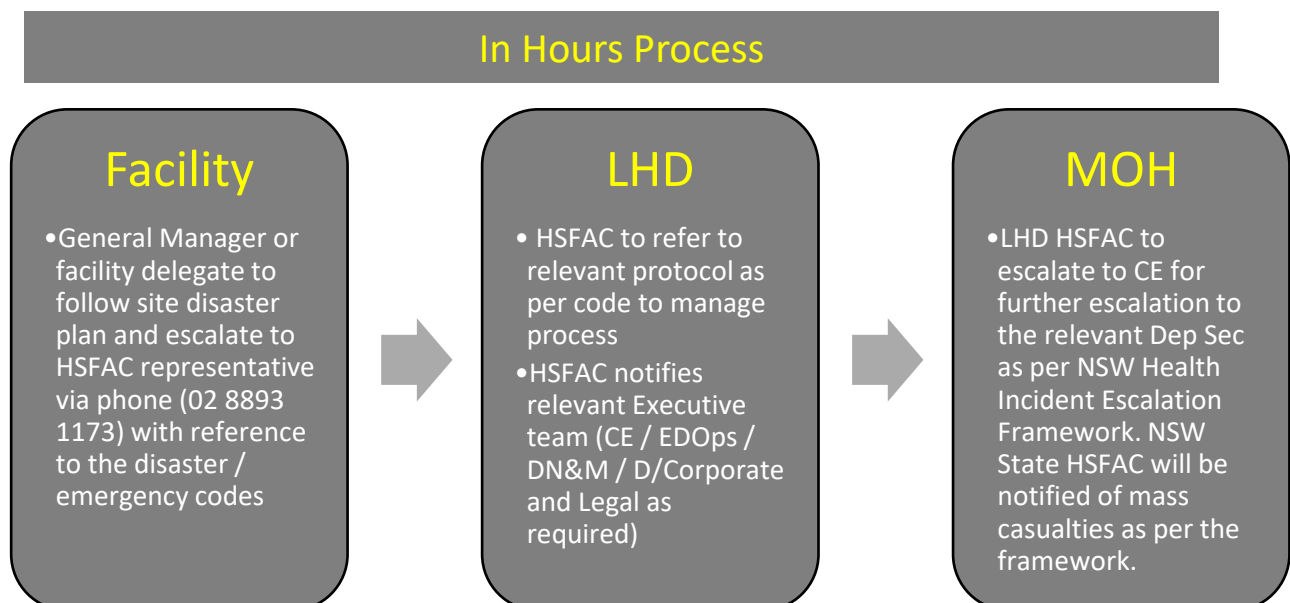 In Hours Process
Facility
•General Manager or
facility delegate to
follow site disaster
plan and escalate to
HSFAC representative
via phone (02 8893
1173) with reference
to the disaster /
emergency codes
LHD
• HSFAC to refer to
relevant protocol as
per code to manage
process
•HSFAC notifies
relevant Executive
team (CE / EDOps /
DN&M / D/Corporate
and Legal as
required)
MOH
•LHD HSFAC to
escalate to CE for
further escalation to
the relevant Dep Sec
as per NSW Health
Incident Escalation
Framework. NSW
State HSFAC will be
notified of mass
casualties as per the
framework.